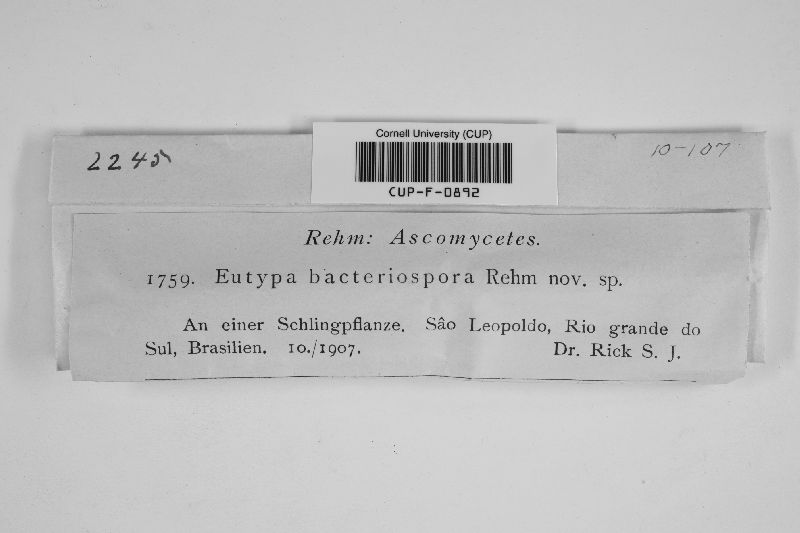 Cornell University (CUP)
CUP-F-0892
2245
10-107
Rehm: Ascomycetes.
1759. Eutypa bacteriospora Rehm nov. sp.
An einer Schlingpflanze. Sâo Leopoldo, Rio grande do
Sul, Brasilien. 10./1907. Dr. Rick S. J.